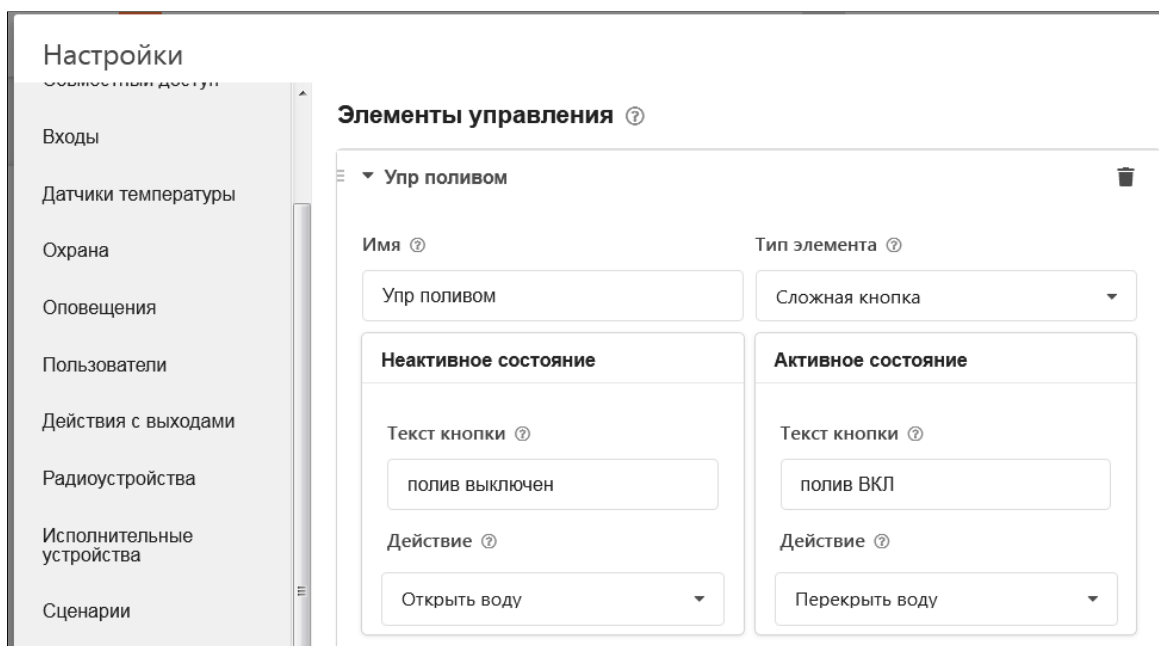 Настройки
Совместный доступ
Входы
Датчики температуры
Охрана
Оповещения
Пользователи
Действия с выходами
Радиоустройства
Исполнительные
устройства
Сценарии
Элементы управления ?
Упр поливом
Имя ?
Тип элемента ?
Упр поливом
Сложная кнопка
Неактивное состояние
Активное состояние
Текст кнопки ?
Текст кнопки ?
полив выключен
полив ВКЛ
Действие ?
Действие ?
Открыть воду
Перекрыть воду